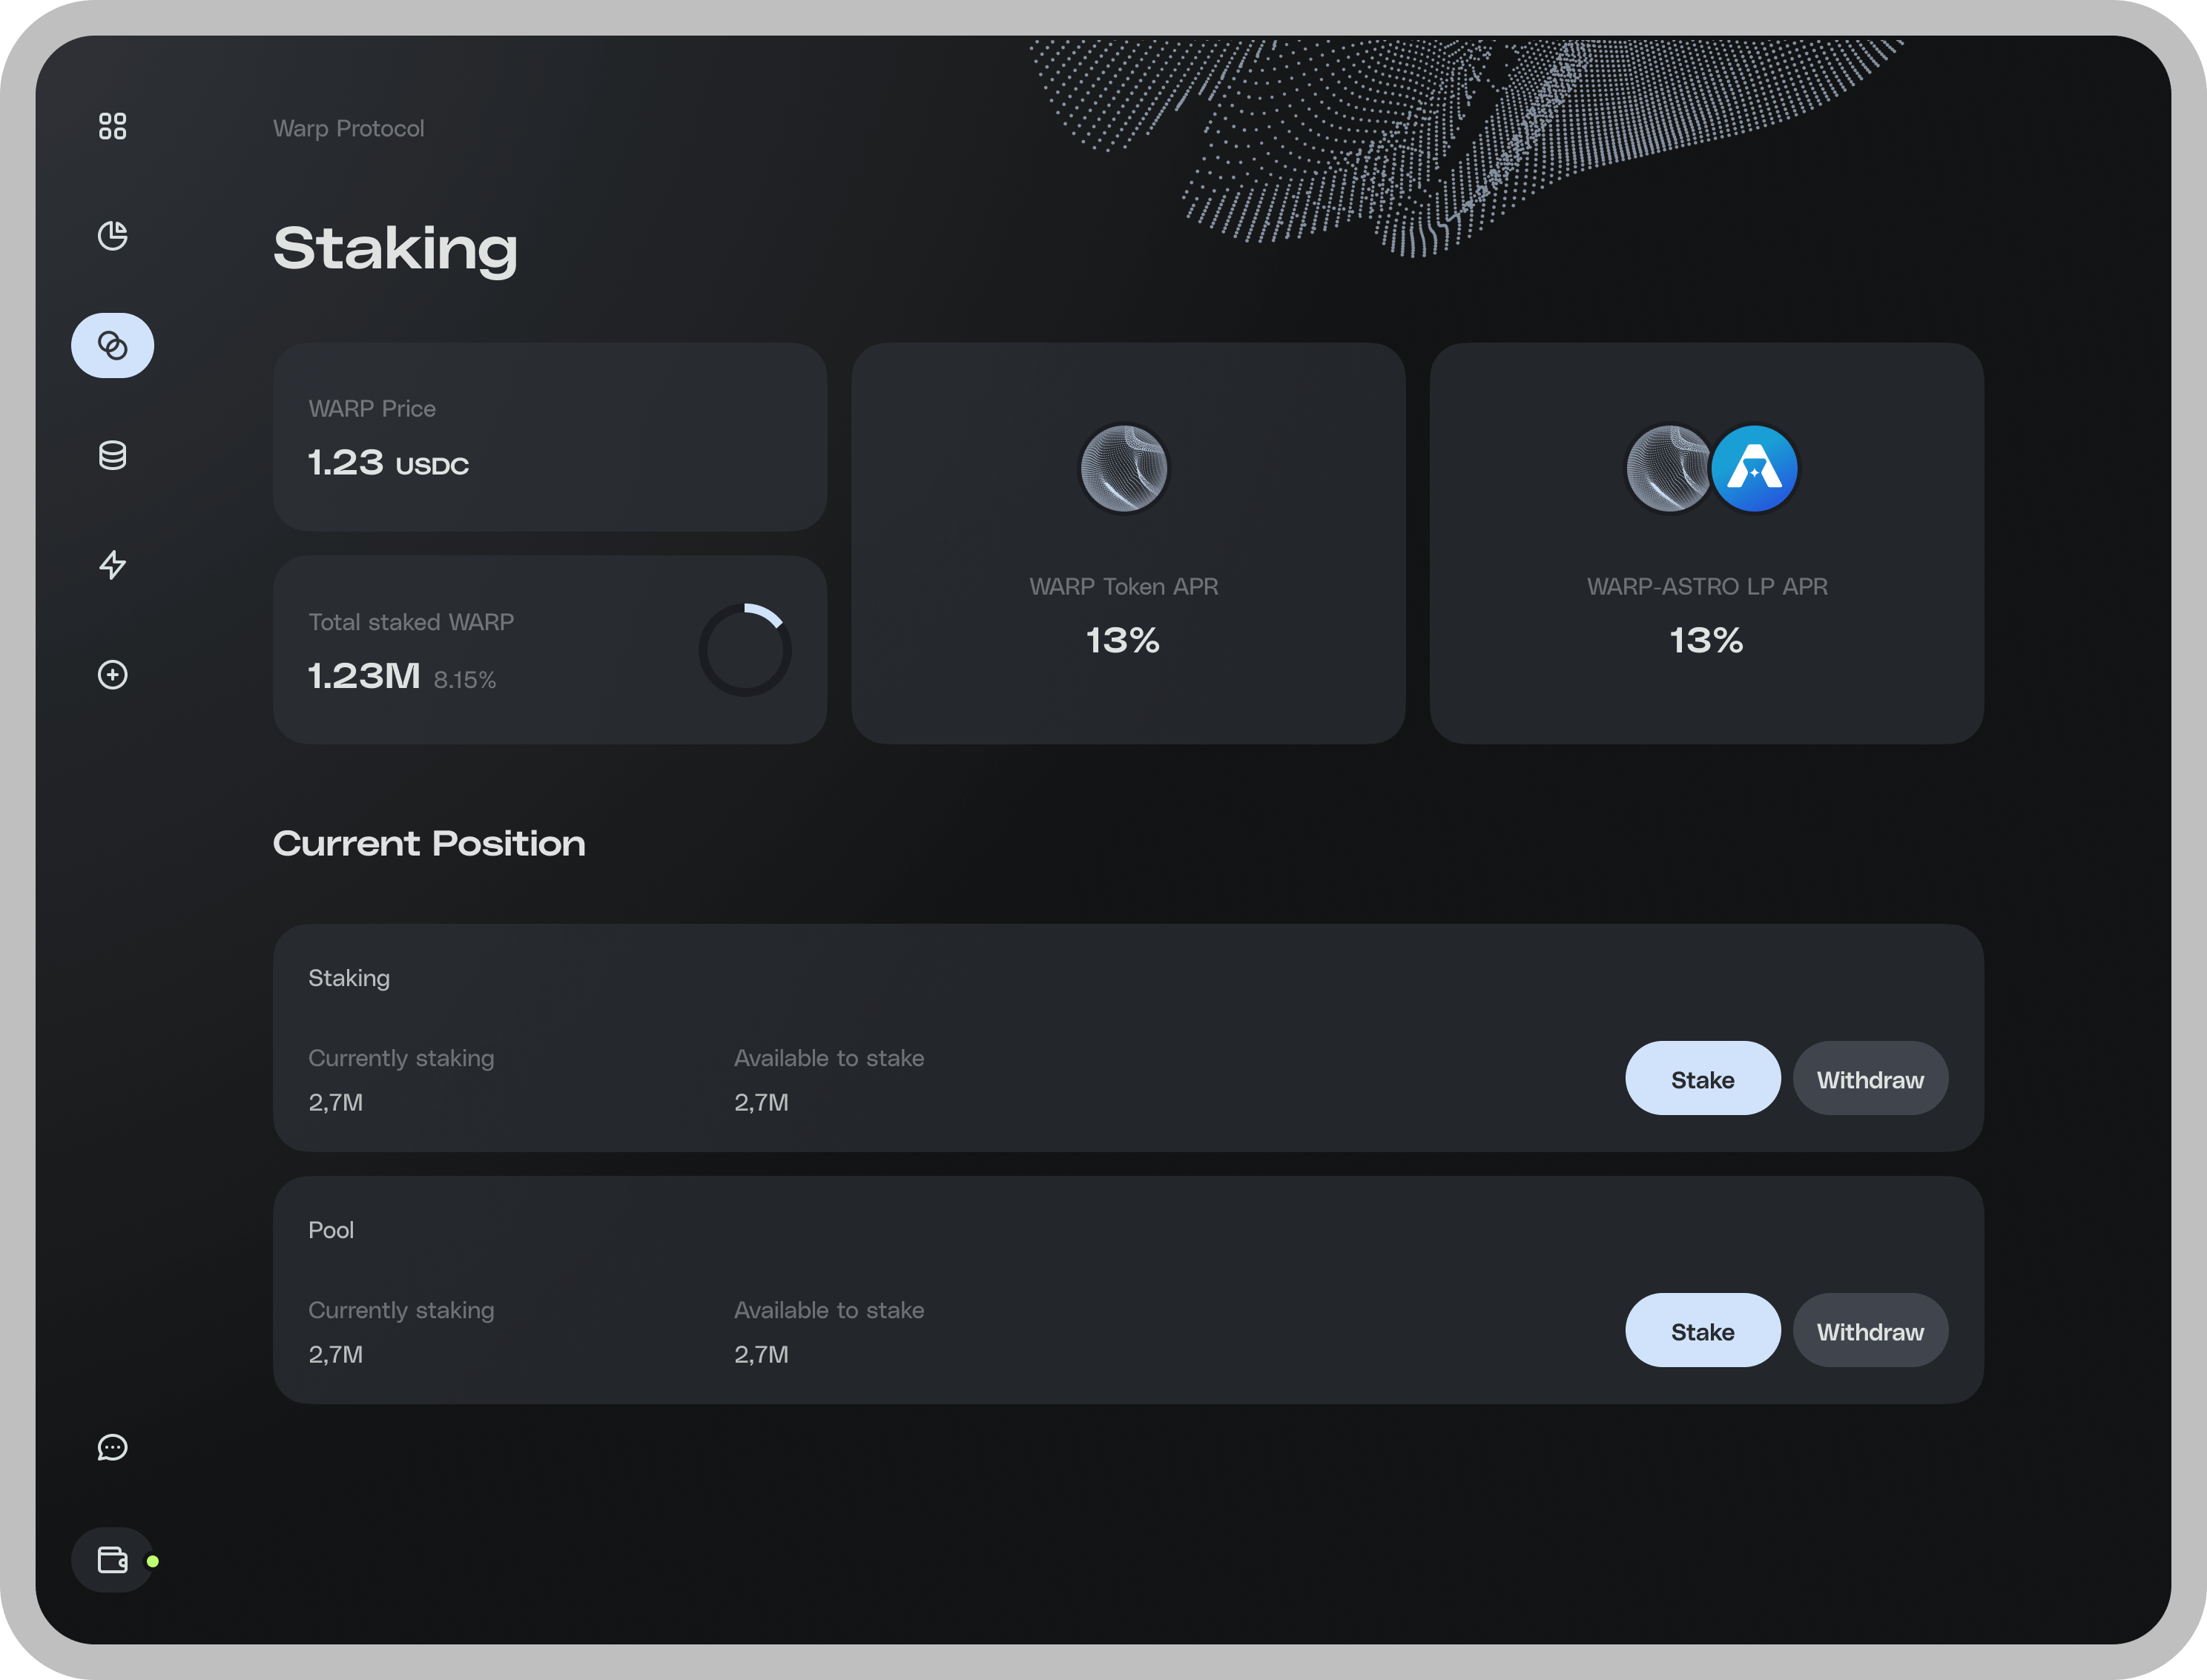 Warp Protocol
Staking
WARP Price
1.23 USDC
Total staked WARP
1.23M 8.15%
WARP Token APR
13%
WARP-ASTRO LP APR
13%
Current Position
Staking
Currently staking
2,7M
Available to stake
2,7M
Stake
Withdraw
Pool
Currently staking
2,7M
Available to stake
2,7M
Stake
Withdraw